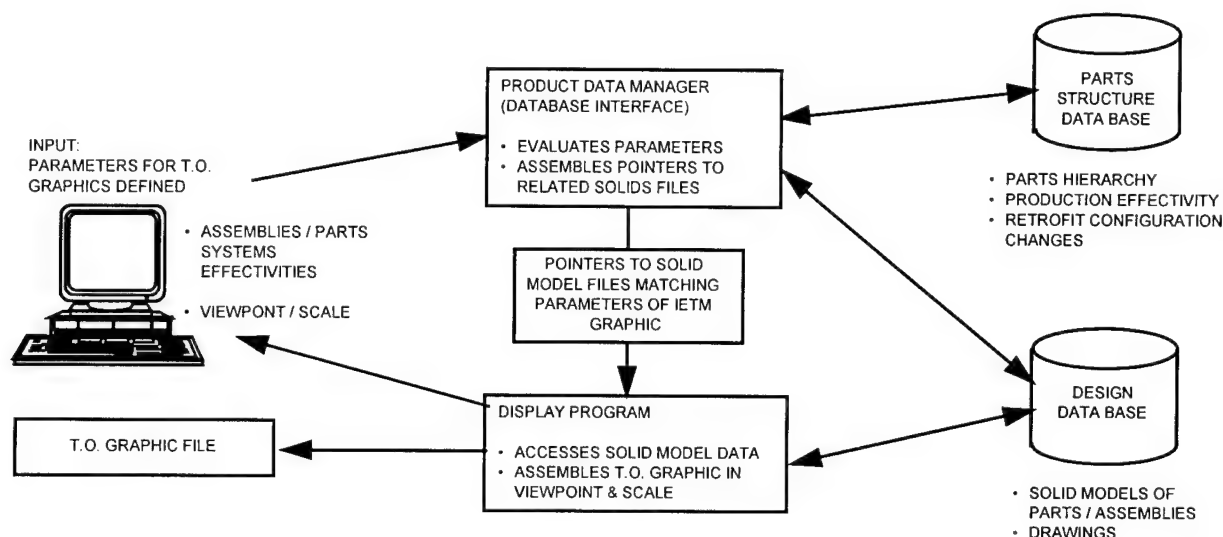 INPUT:
PARAMETERS FOR T.O.
GRAPHICS DEFINED
• ASSEMBLIES / PARTS
SYSTEMS
EFFECTIVITIES
• VIEWPONT / SCALE
PRODUCT DATA MANAGER
(DATABASE INTERFACE)
• EVALUATES PARAMETERS
• ASSEMBLES POINTERS TO
RELATED SOLIDS FILES
PARTS
STRUCTURE
DATA BASE
• PARTS HIERARCHY
• PRODUCTION EFFECTIVITY
• RETROFIT CONFIGURATION
CHANGES
POINTERS TO SOLID
MODEL FILES MATCHING
PARAMETERS OF IETM
GRAPHIC
DISPLAY PROGRAM
• ACCESSES SOLID MODEL DATA
• ASSEMBLES T.O. GRAPHIC IN
VIEWPOINT & SCALE
T.O. GRAPHIC FILE
DESIGN
DATA BASE
• SOLID MODELS OF
PARTS / ASSEMBLIES
• DRAWINGS